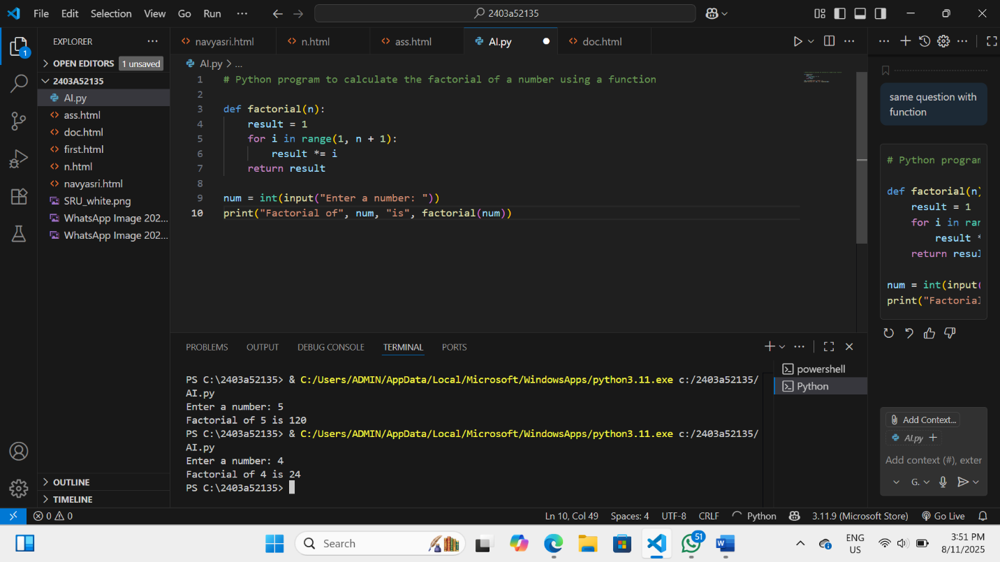 File Edit Selection View Go Run ···
2403a52135
EXPLORER
OPEN EDITORS 1 unsaved
2403A52135
AI.py
ass.html
doc.html
first.html
n.html
navyasri.html
SRU_white.png
WhatsApp Image 202...
WhatsApp Image 202...
OUTLINE
TIMELINE
1
navyasri.html n.html ass.html AI.py doc.html
AI.py > ...
1 # Python program to calculate the factorial of a number using a function
2
3 def factorial(n):
4 result = 1
5 for i in range(1, n + 1):
6 result *= i
7 return result
8
9 num = int(input("Enter a number: "))
10 print("Factorial of", num, "is", factorial(num))
PROBLEMS OUTPUT DEBUG CONSOLE TERMINAL PORTS
PS C:\2403a52135> & C:/Users/ADMIN/AppData/Local/Microsoft/WindowsApps/python3.11.exe c:/2403a52135/
AI.py
Enter a number: 5
Factorial of 5 is 120
PS C:\2403a52135> & C:/Users/ADMIN/AppData/Local/Microsoft/WindowsApps/python3.11.exe c:/2403a52135/
AI.py
Enter a number: 4
Factorial of 4 is 24
PS C:\2403a52135>
powershell
Python
same question with
function
# Python program
def factorial(n)
result = 1
for i in ran
result *
return resul
num = int(input(
print("Factorial
Add Context...
AI.py +
Add context (#), exter
G.
0 0
Ln 10, Col 49 Spaces: 4 UTF-8 CRLF Python 3.11.9 (Microsoft Store) Go Live
Search
51
ENG
US
3:51 PM
8/11/2025